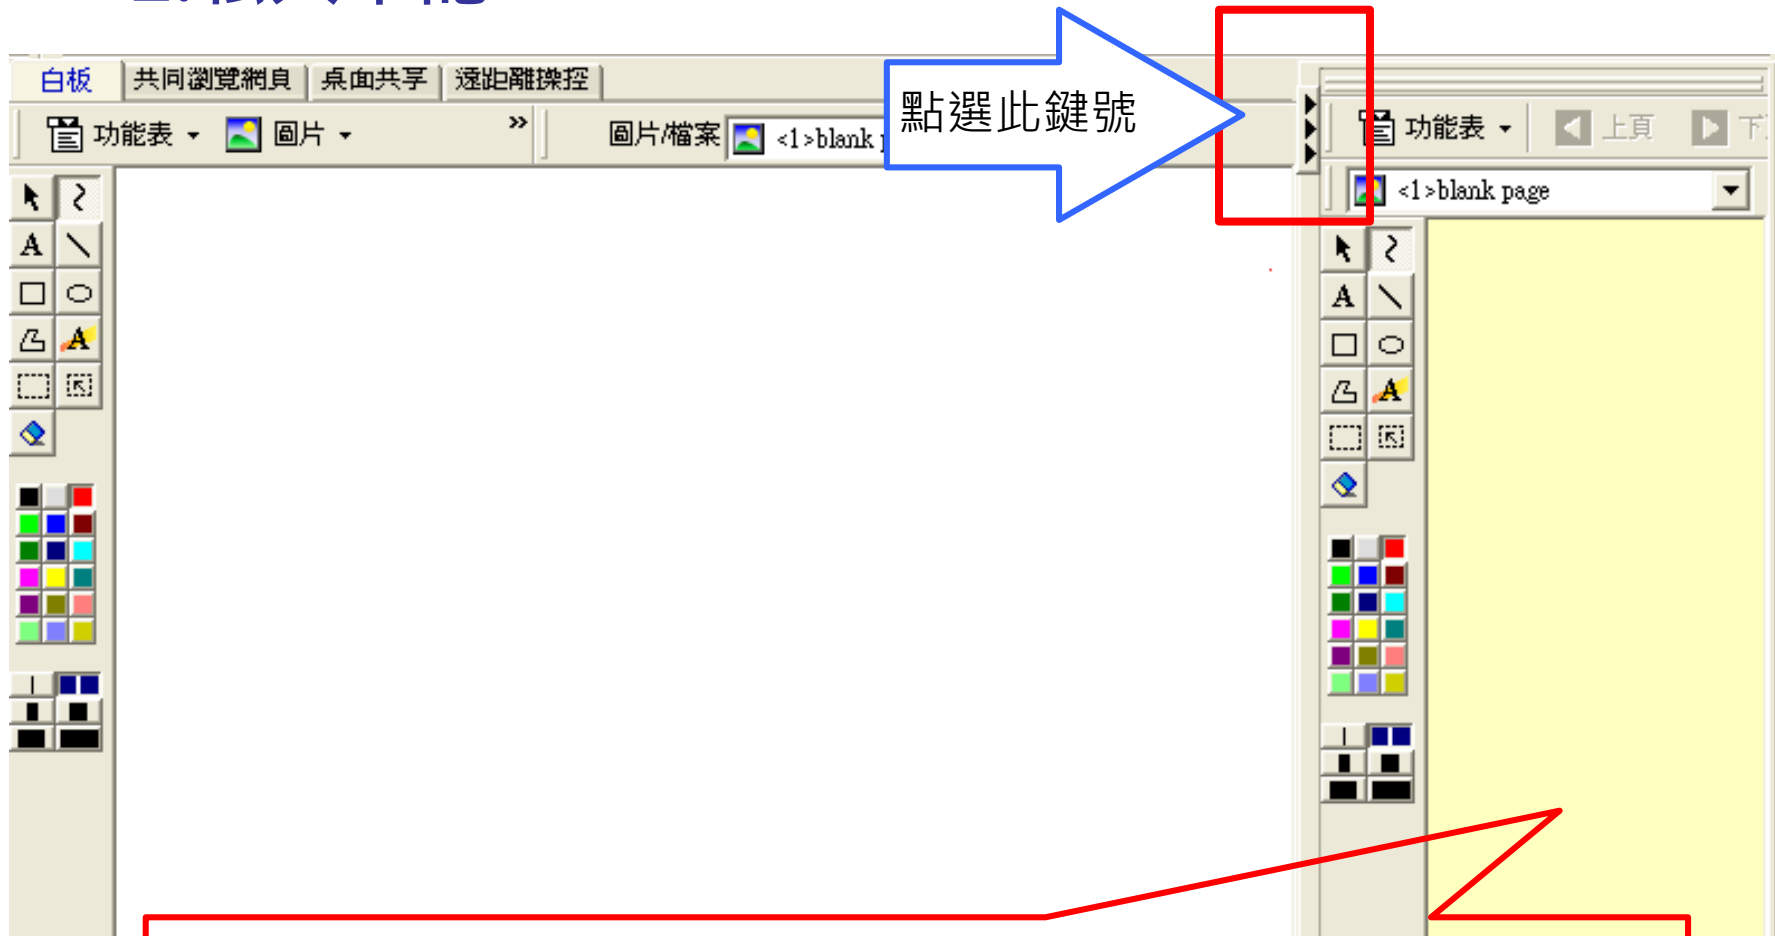 白板 共同瀏覽網頁 桌面共享 遠距離操控
點選此鍵號
功能表 圖片 » 圖片/檔案 <1>blank
功能表 上頁
<1>blank page
A
A
A
A